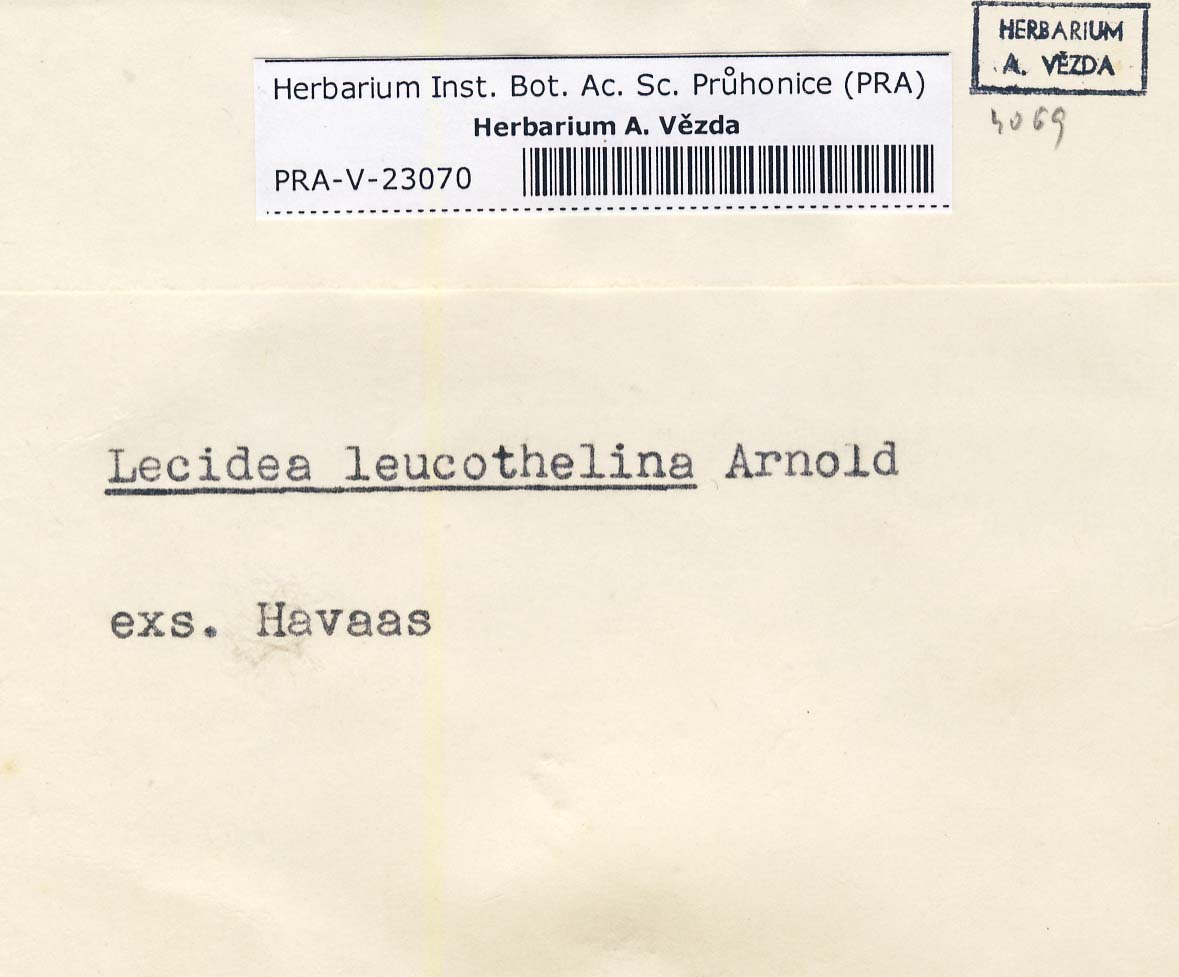 HERBARIUM
A. VĚZDA
Herbarium Inst. Bot. Ac. Sc. Průhonice (PRA)
Herbarium A. Vězda
PRA-V-23070
Lecidea leucothelina Arnold
exs. Havaas